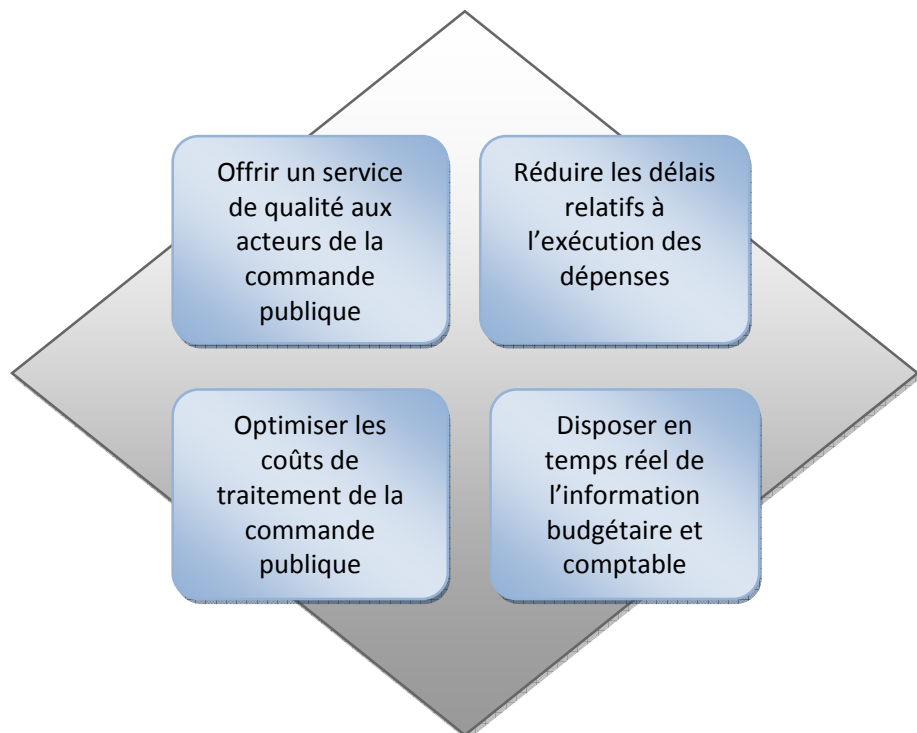 Offrir un service
de qualité aux
acteurs de la
commande
publique
Réduire les délais
relatifs à
l’exécution des
dépenses
Optimiser les
coûts de
traitement de la
commande
publique
Disposer en
temps réel de
l’information
budgétaire et
comptable